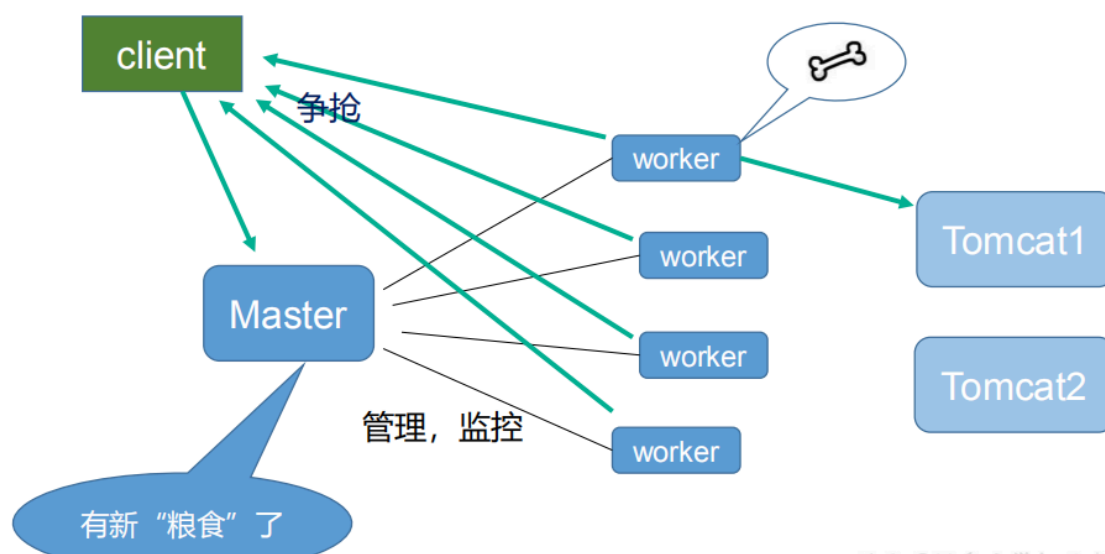 client
争抢
worker
worker
Tomcat1
Master
worker
Tomcat2
管理，监控
worker
有新“粮食”了